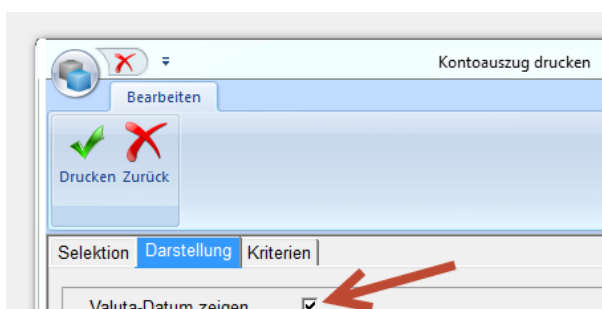 Kontoauszug drucken
Bearbeiten
Drucken Zurück
Selektion Darstellung Kriterien
Valuta-Datum zeigen